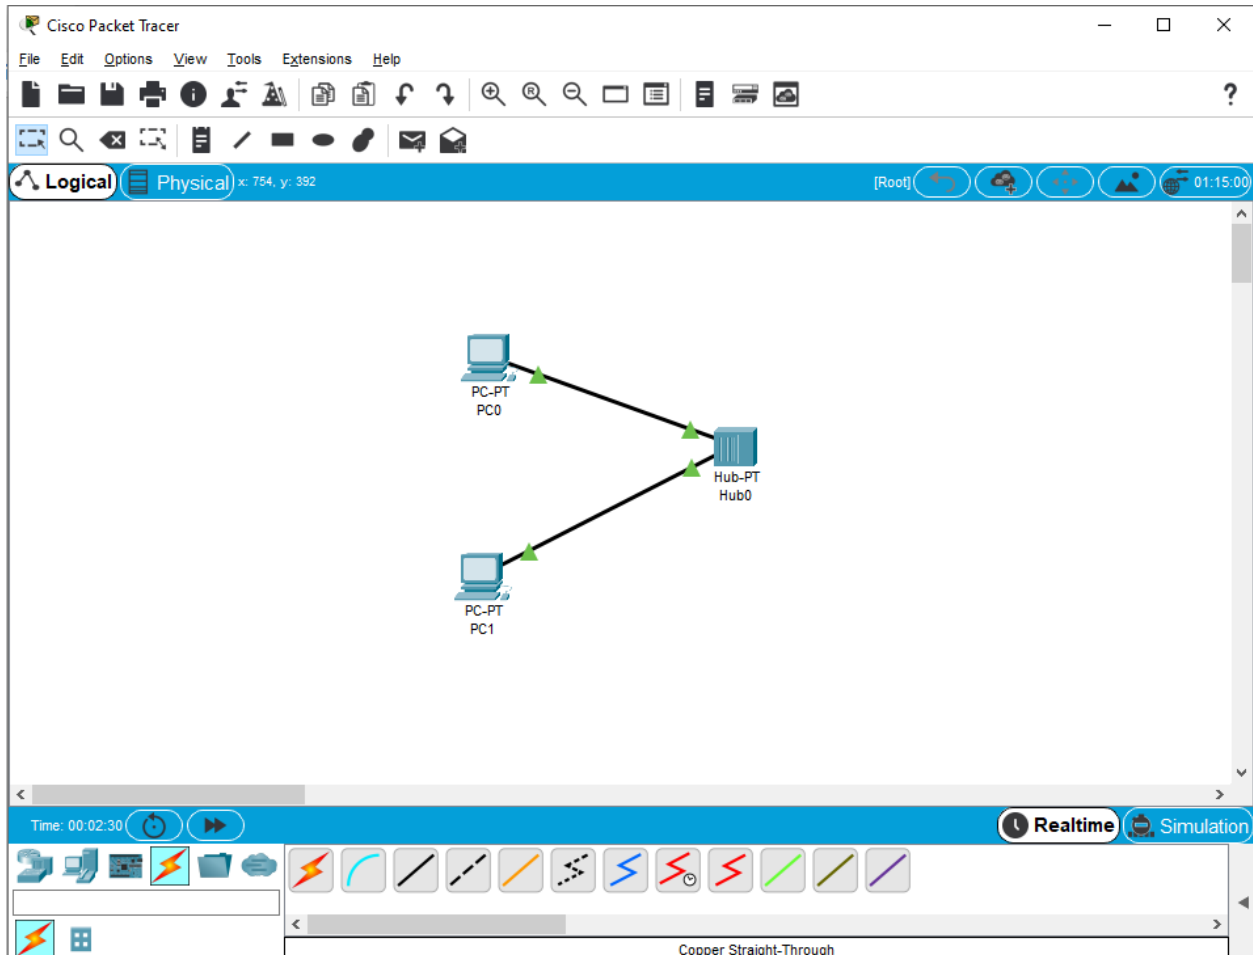 Cisco Packet Tracer
File Edit Options View Tools Extensions Help
?
Logical Physical x: 754, y: 392 [Root] 01:15:00
PC-PT
PC0
Hub-PT
Hub0
PC-PT
PC1
Time: 00:02:30 Realtime Simulation
Copper Straight-Through